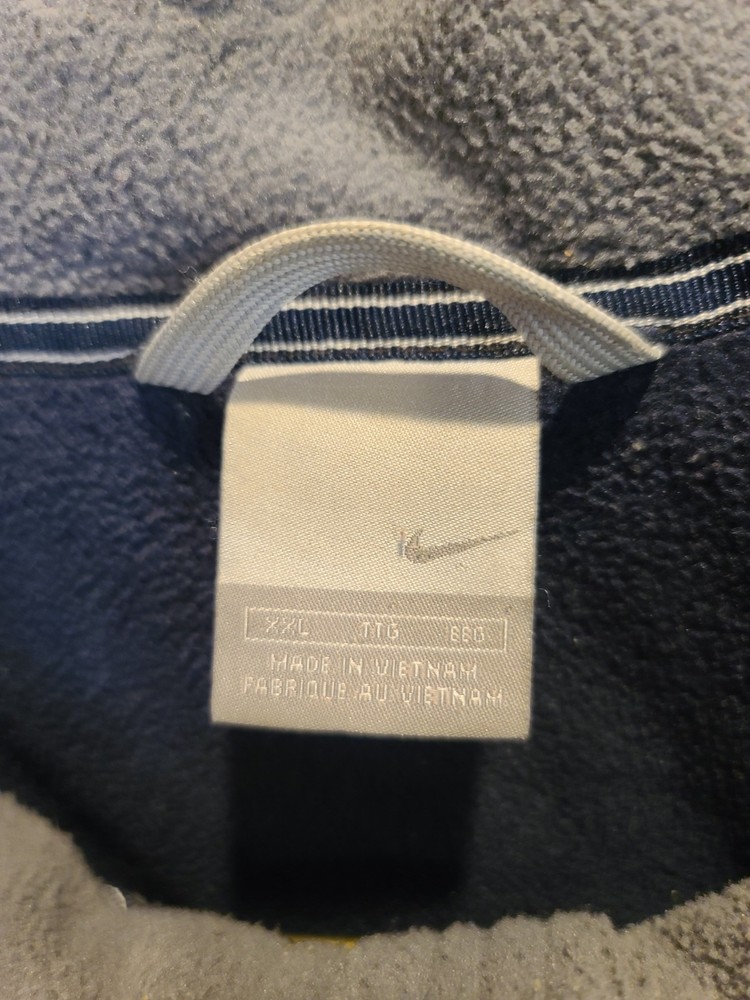 XXL TTG EEG
MADE IN VIETNAM
FABRIQUE AU VIETNAM